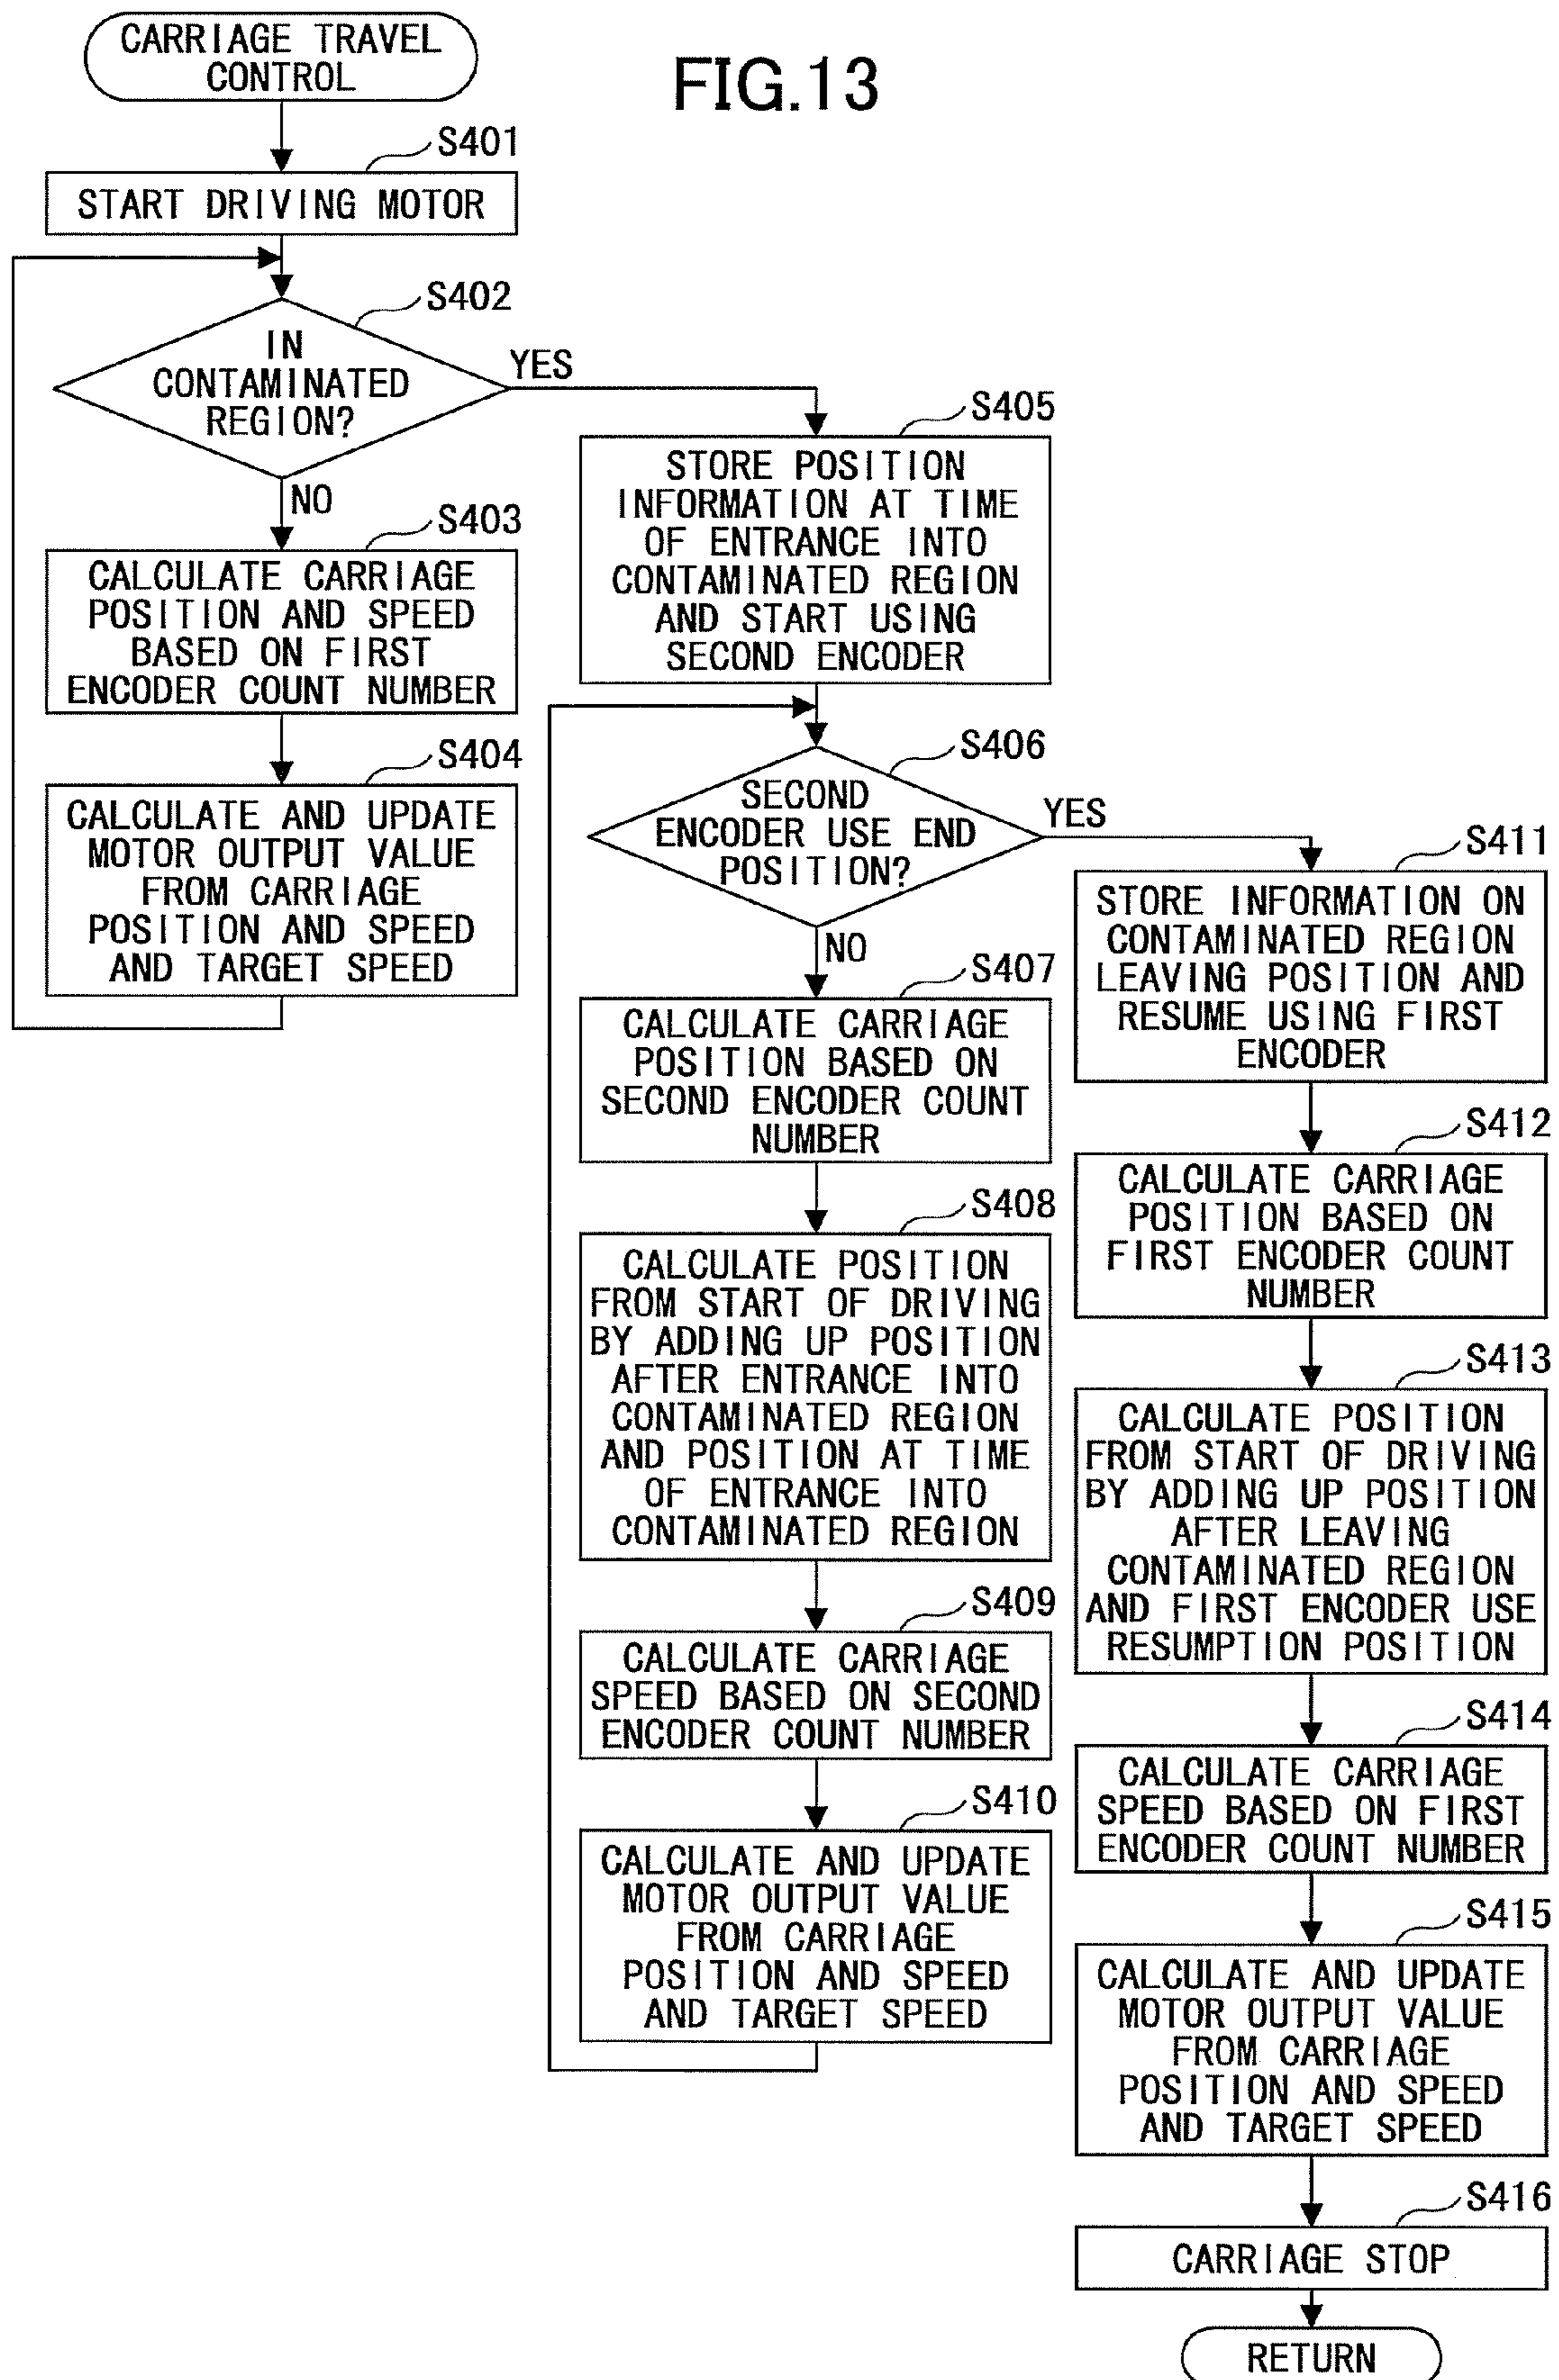 CARRIAGE TRAVEL
CONTROL
FIG.13
S401
START DRIVING MOTOR
S402
IN
CONTAMINATED
REGION?
YES
NO
S403
CALCULATE CARRIAGE
POSITION AND SPEED
BASED ON FIRST
ENCODER COUNT NUMBER
S404
CALCULATE AND UPDATE
MOTOR OUTPUT VALUE
FROM CARRIAGE
POSITION AND SPEED
AND TARGET SPEED
S405
STORE POSITION
INFORMATION AT TIME
OF ENTRANCE INTO
CONTAMINATED REGION
AND START USING
SECOND ENCODER
S406
SECOND
ENCODER USE END
POSITION?
YES
NO
S407
CALCULATE CARRIAGE
POSITION BASED ON
SECOND ENCODER COUNT
NUMBER
S408
CALCULATE POSITION
FROM START OF DRIVING
BY ADDING UP POSITION
AFTER ENTRANCE INTO
CONTAMINATED REGION
AND POSITION AT TIME
OF ENTRANCE INTO
CONTAMINATED REGION
S409
CALCULATE CARRIAGE
SPEED BASED ON SECOND
ENCODER COUNT NUMBER
S410
CALCULATE AND UPDATE
MOTOR OUTPUT VALUE
FROM CARRIAGE
POSITION AND SPEED
AND TARGET SPEED
S411
STORE INFORMATION ON
CONTAMINATED REGION
LEAVING POSITION AND
RESUME USING FIRST
ENCODER
S412
CALCULATE CARRIAGE
POSITION BASED ON
FIRST ENCODER COUNT
NUMBER
S413
CALCULATE POSITION
FROM START OF DRIVING
BY ADDING UP POSITION
AFTER LEAVING
CONTAMINATED REGION
AND FIRST ENCODER USE
RESUMPTION POSITION
S414
CALCULATE CARRIAGE
SPEED BASED ON FIRST
ENCODER COUNT NUMBER
S415
CALCULATE AND UPDATE
MOTOR OUTPUT VALUE
FROM CARRIAGE
POSITION AND SPEED
AND TARGET SPEED
S416
CARRIAGE STOP
RETURN